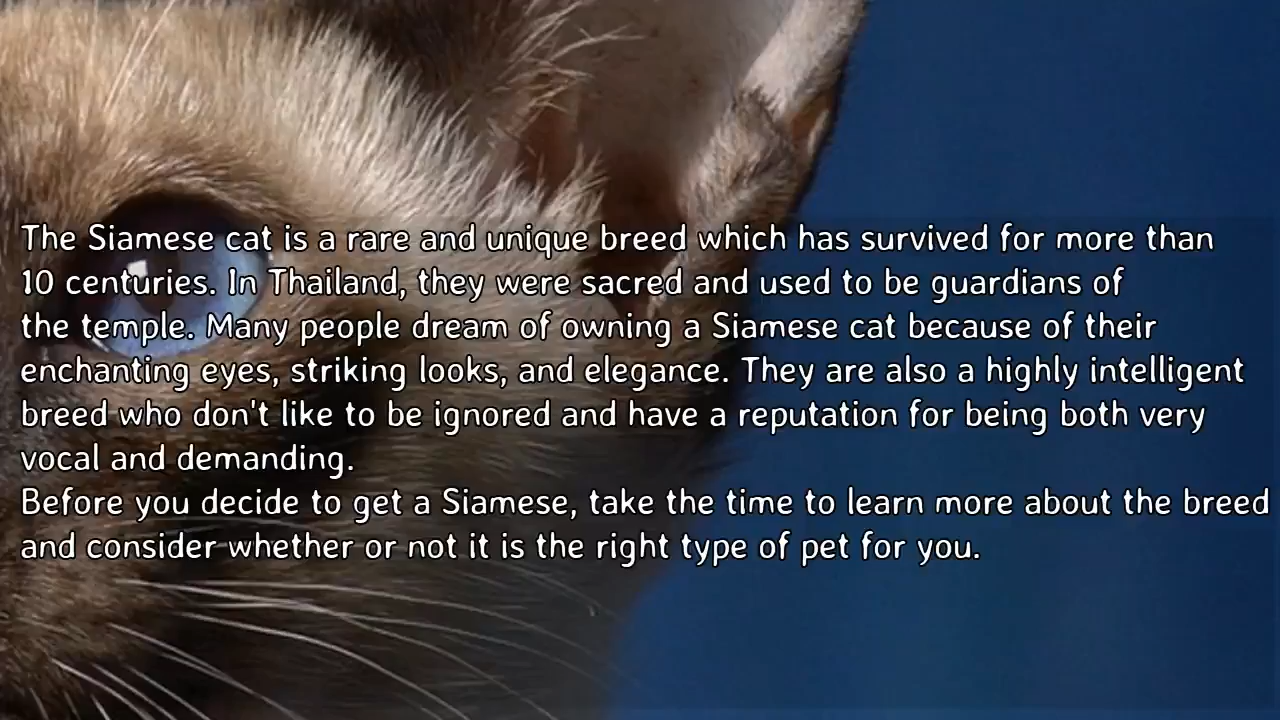 The Siamese cat is a rare and unique breed which has survived for more than
10 centuries. In Thailand, they were sacred and used to be guardians of
the temple. Many people dream of owning a Siamese cat because of their
enchanting eyes, striking looks, and elegance. They are also a highly intelligent
breed who don't like to be ignored and have a reputation for being both very
vocal and demanding.
Before you decide to get a Siamese, take the time to learn more about the breed
and consider whether or not it is the right type of pet for you.